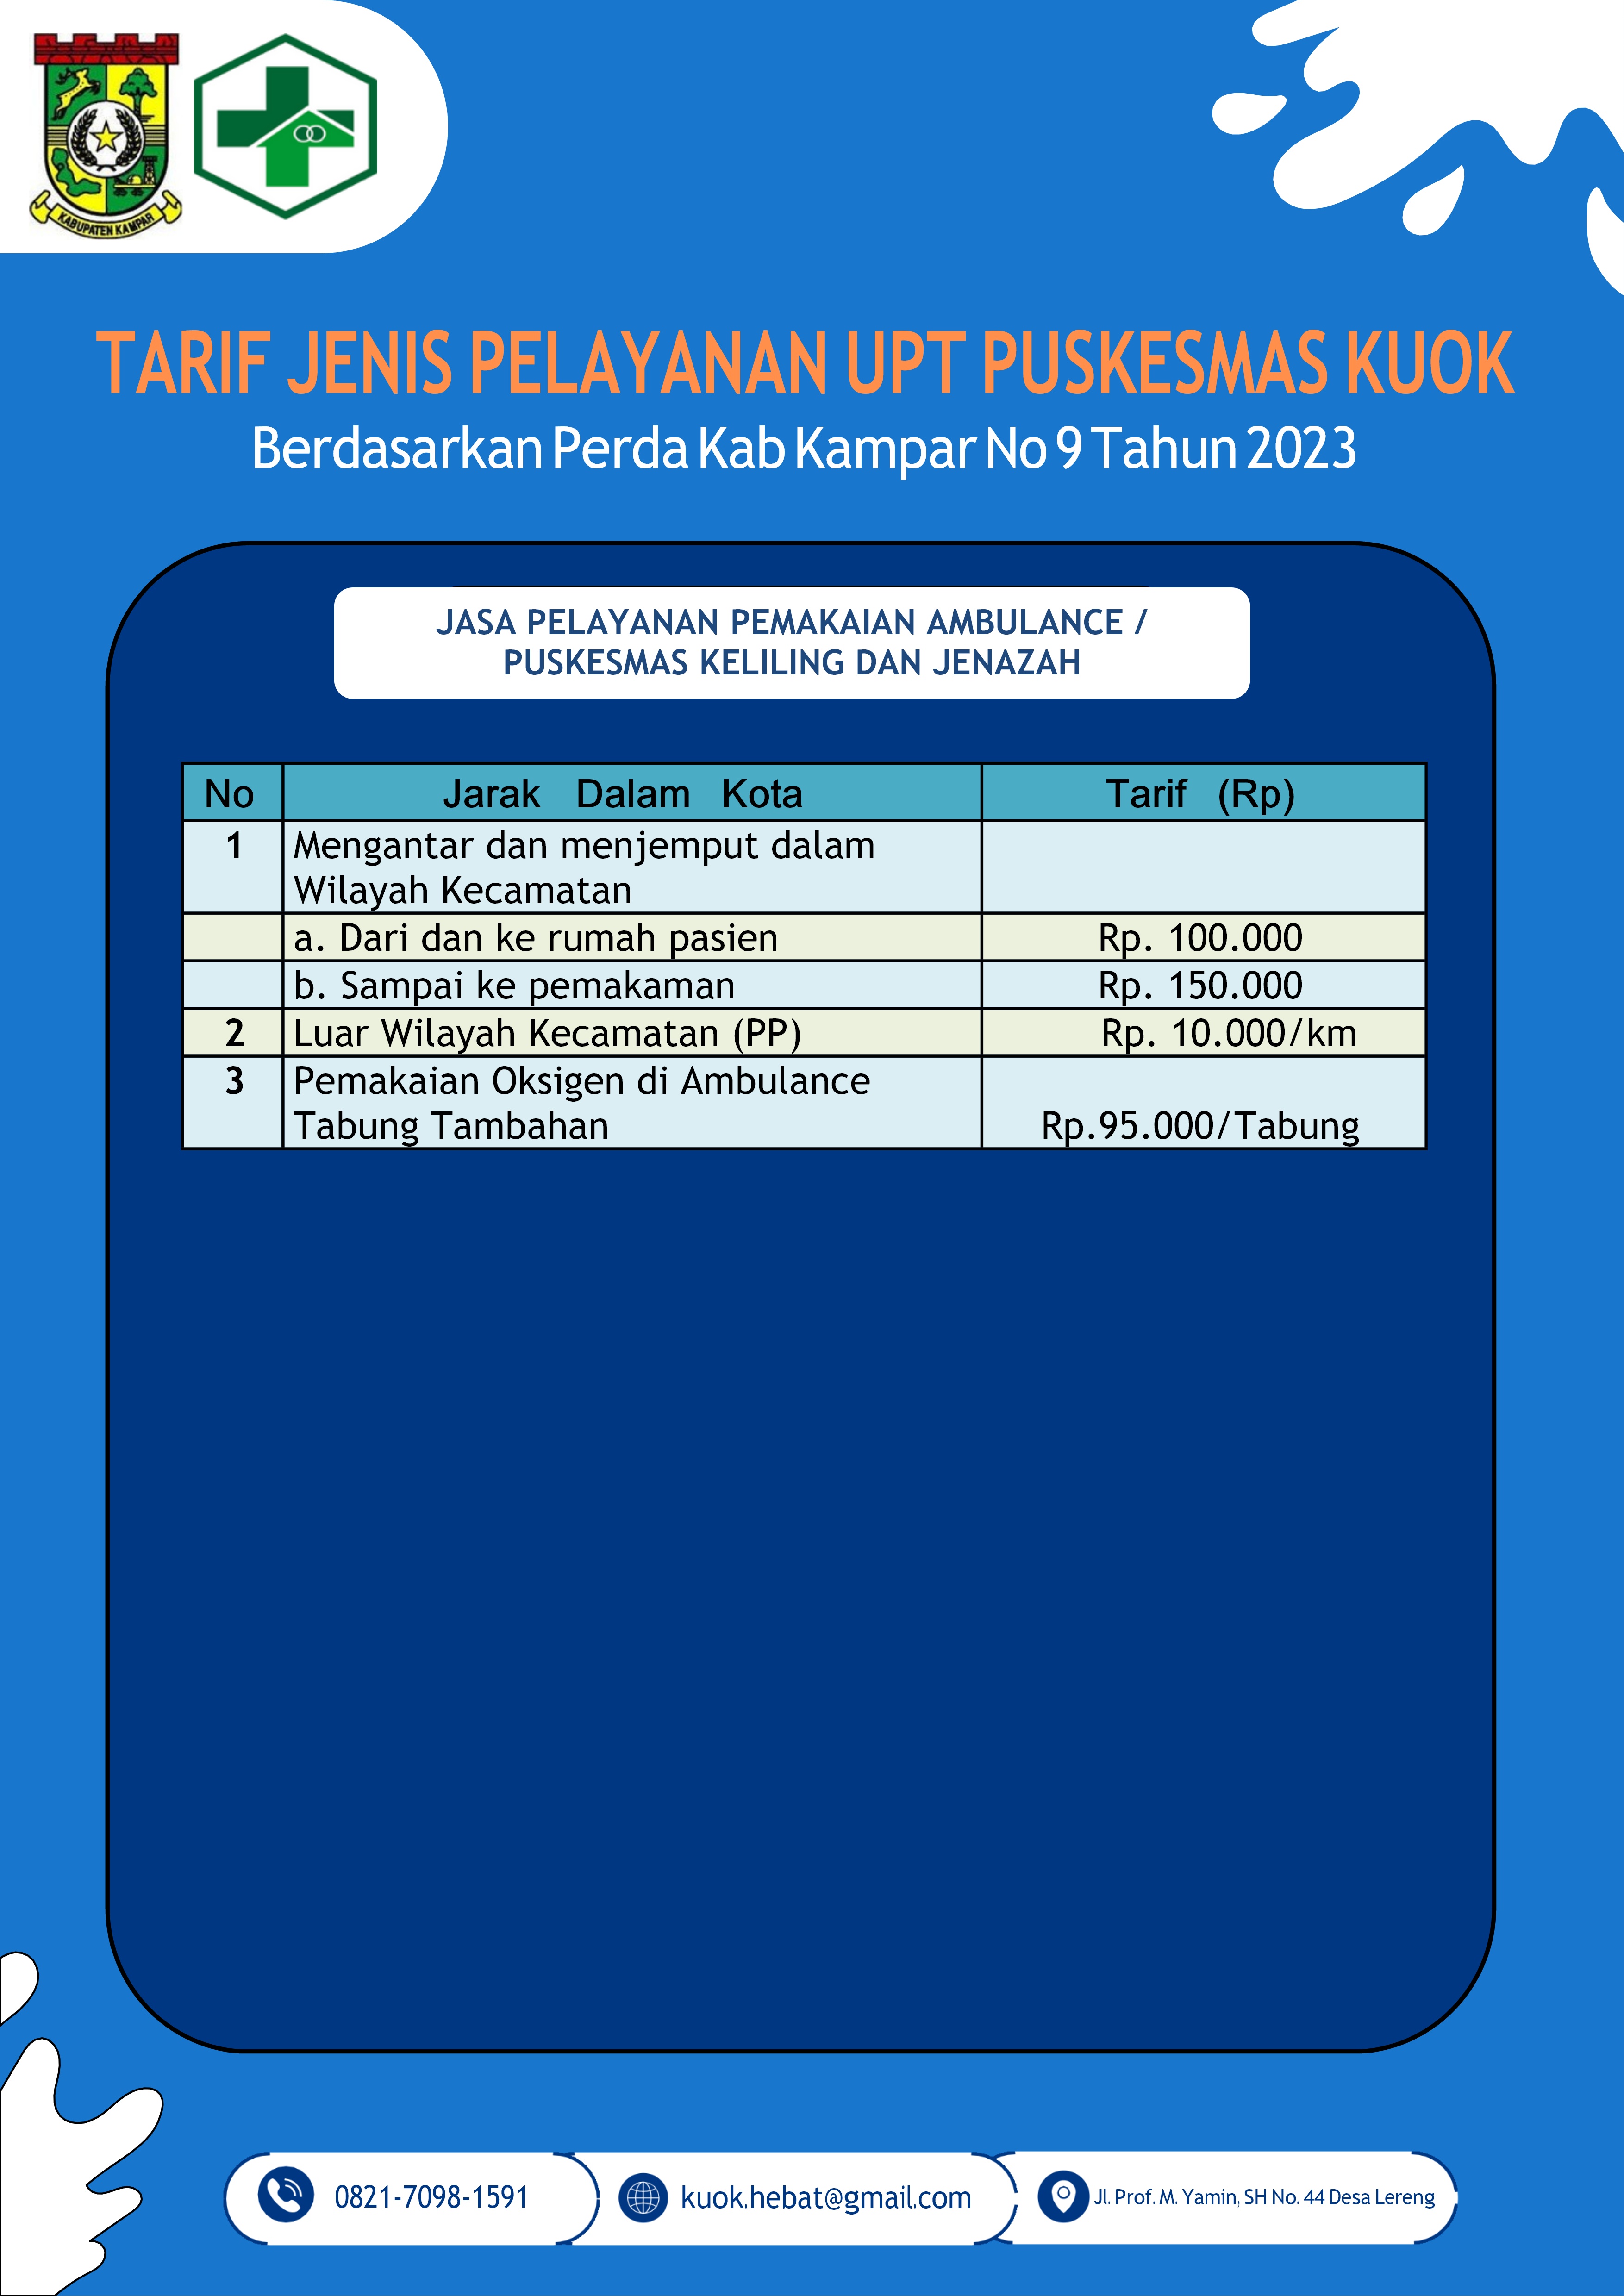 KABUPATEN KAMPAR
TARIF JENIS PELAYANAN UPT PUSKESMAS KUOK
Berdasarkan Perda Kab Kampar No 9 Tahun 2023
JASA PELAYANAN PEMAKAIAN AMBULANCE /
PUSKESMAS KELILING DAN JENAZAH
No Jarak Dalam Kota Tarif (Rp)
1 Mengantar dan menjemput dalam
Wilayah Kecamatan
a. Dari dan ke rumah pasien Rp. 100.000
b. Sampai ke pemakaman Rp. 150.000
2 Luar Wilayah Kecamatan (PP) Rp. 10.000/km
3 Pemakaian Oksigen di Ambulance
Tabung Tambahan Rp.95.000/Tabung
0821-7098-1591
kuok.hebat@gmail.com
Jl. Prof. M. Yamin, SH No. 44 Desa Lereng